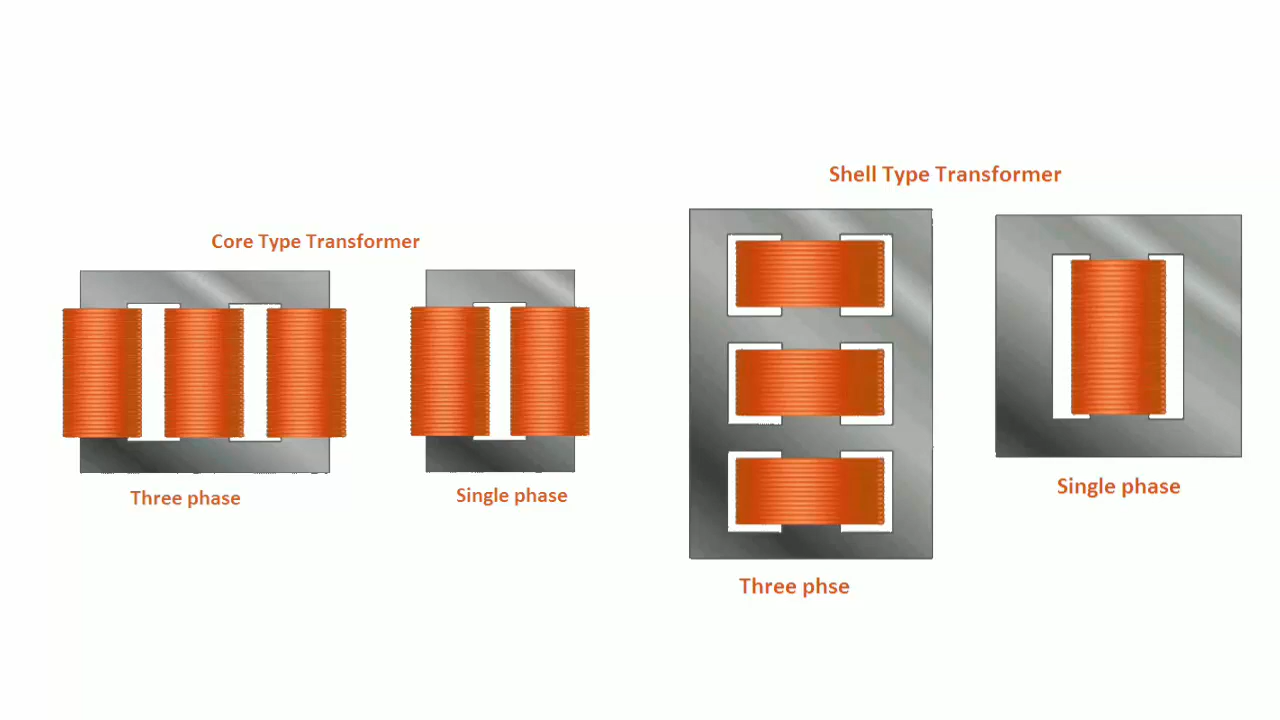 Shell Type Transformer
Core Type Transformer
Three phase
Single phase
Single phase
Three phse